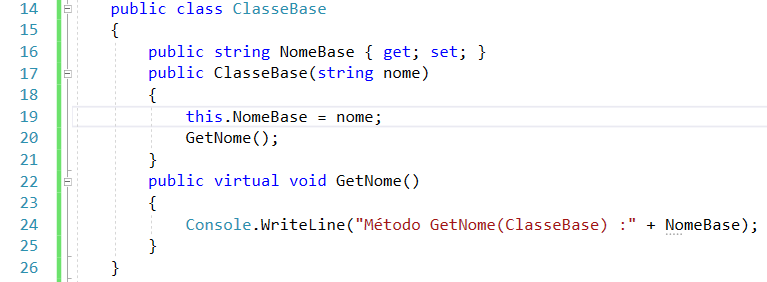 14 public class ClasseBase
15 {
16 public string NomeBase { get; set; }
17 public ClasseBase(string nome)
18 {
19 this.NomeBase = nome;
20 GetNome();
21 }
22 public virtual void GetNome()
23 {
24 Console.WriteLine("Método GetNome(ClasseBase) :" + NomeBase);
25 }
26 }